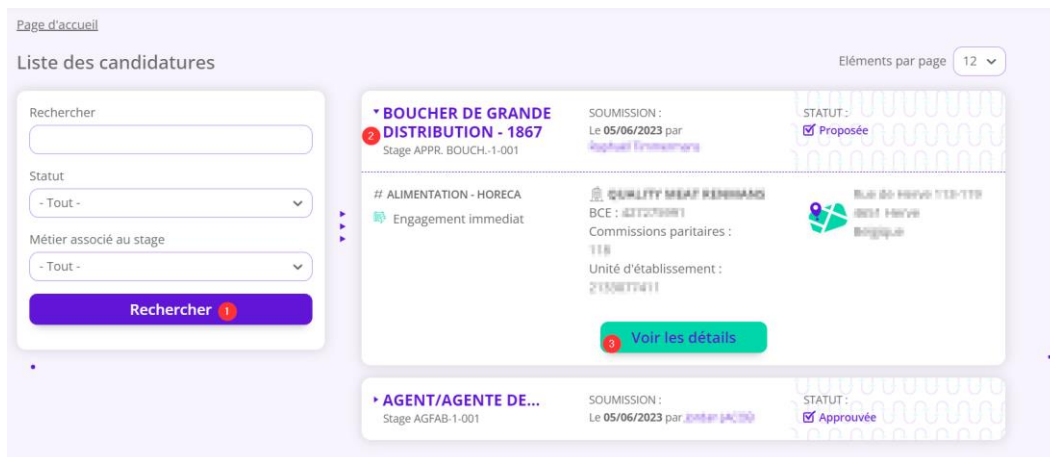 Page d'accueil
Liste des candidatures
Eléments par page 12
Rechercher
Statut
- Tout -
Métier associé au stage
- Tout -
Rechercher 1
BOUCHER DE GRANDE
2 DISTRIBUTION - 1867
Stage APPR. BOUCH.-1-001
SOUMISSION :
Le 05/06/2023 par
STATUT :
Proposée
# ALIMENTATION - HORECA
Engagement immediat
BCE :
Commissions paritaires :
Unité d'établissement :
3 Voir les détails
AGENT/AGENTE DE...
Stage AGFAB-1-001
SOUMISSION :
Le 05/06/2023 par
STATUT :
Approuvée